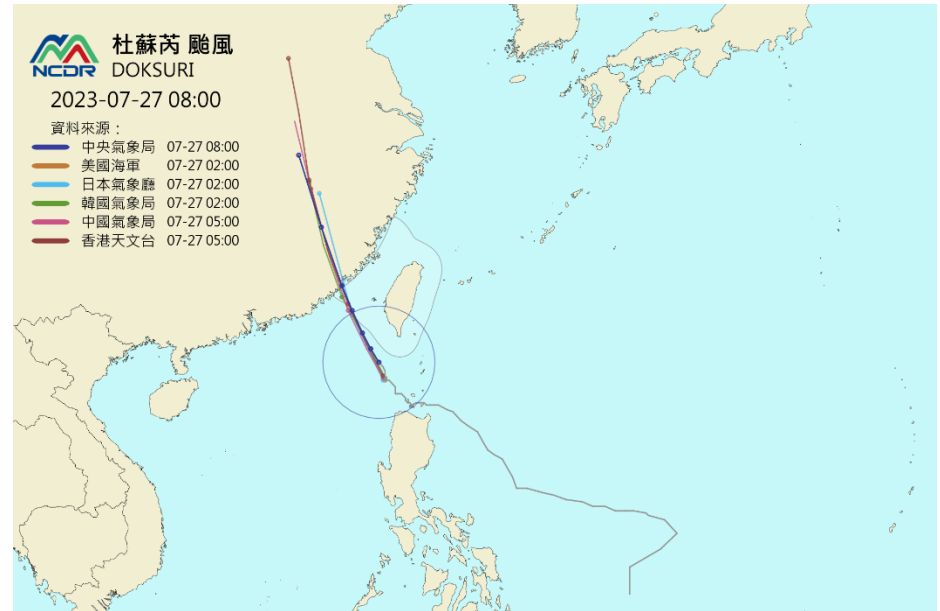 NCDR
杜蘇芮 颱風
DOKSURI
2023-07-27 08:00
資料來源：
中央氣象局 07-27 08:00
美國海軍 07-27 02:00
日本氣象廳 07-27 02:00
韓國氣象局 07-27 02:00
中國氣象局 07-27 05:00
香港天文台 07-27 05:00